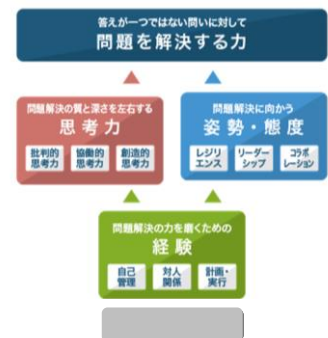 答えが一つではない問いに対して
問題を解決する力
問題解決の質と深さを左右する
思考力
批判的
思考力
協働的
思考力
創造的
思考力
問題解決に向かう
姿勢・態度
レジリ
エンス
リーダー
シップ
コラボ
レーション
問題解決の力を磨くための
経験
自己
管理
対人
関係
計画・
実行